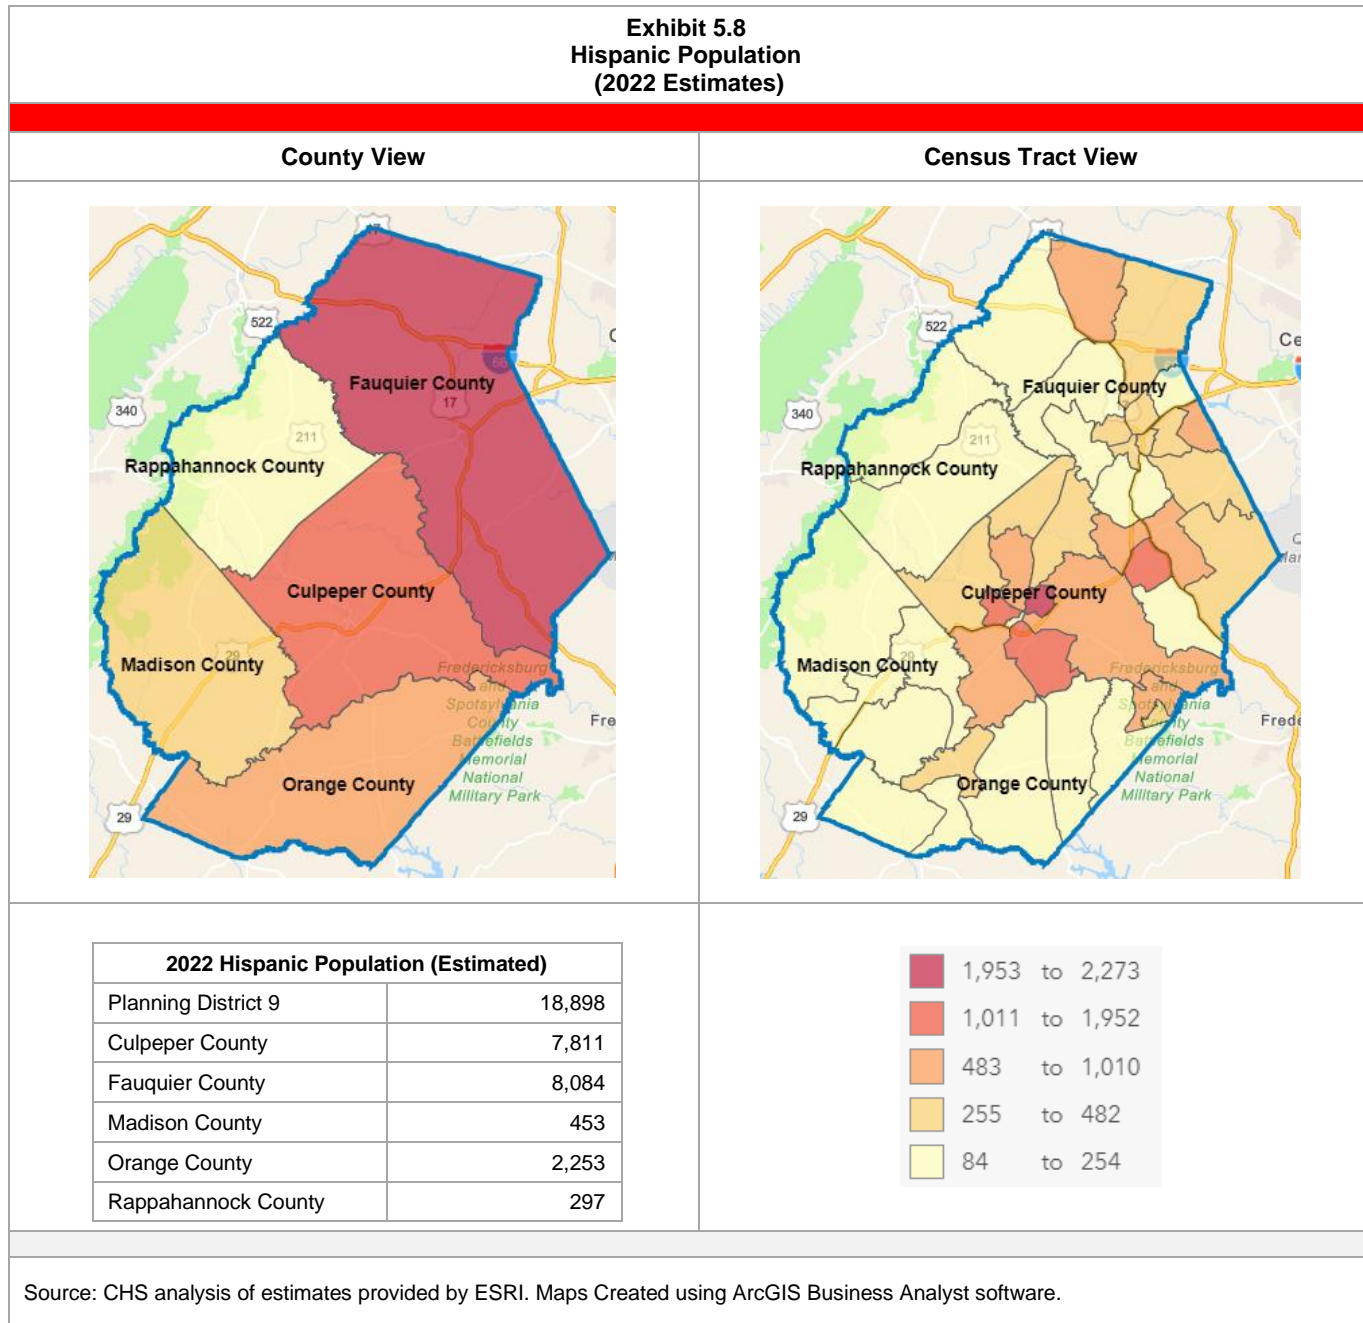 Exhibit 5.8
Hispanic Population
(2022 Estimates)
County View
Census Tract View
17
522
Fauquier County
66
17
340
211
Rappahannock County
Culpeper County
29
Madison County
Fredericksburg
and
Spotsylvania
County
Battlefields
Memorial
National
Military Park
Fre
Orange County
29
C
522
Ce
Fauquier County
340
211
Rappahannock County
Culpeper County
29
Madison County
Fredericksburg
and
Spotsylvania
County
Battlefields
Memorial
National
Military Park
Frede
Orange County
29
2022 Hispanic Population (Estimated)
Planning District 9 18,898
Culpeper County 7,811
Fauquier County 8,084
Madison County 453
Orange County 2,253
Rappahannock County 297
1,953 to 2,273
1,011 to 1,952
483 to 1,010
255 to 482
84 to 254
Source: CHS analysis of estimates provided by ESRI. Maps Created using ArcGIS Business Analyst software.